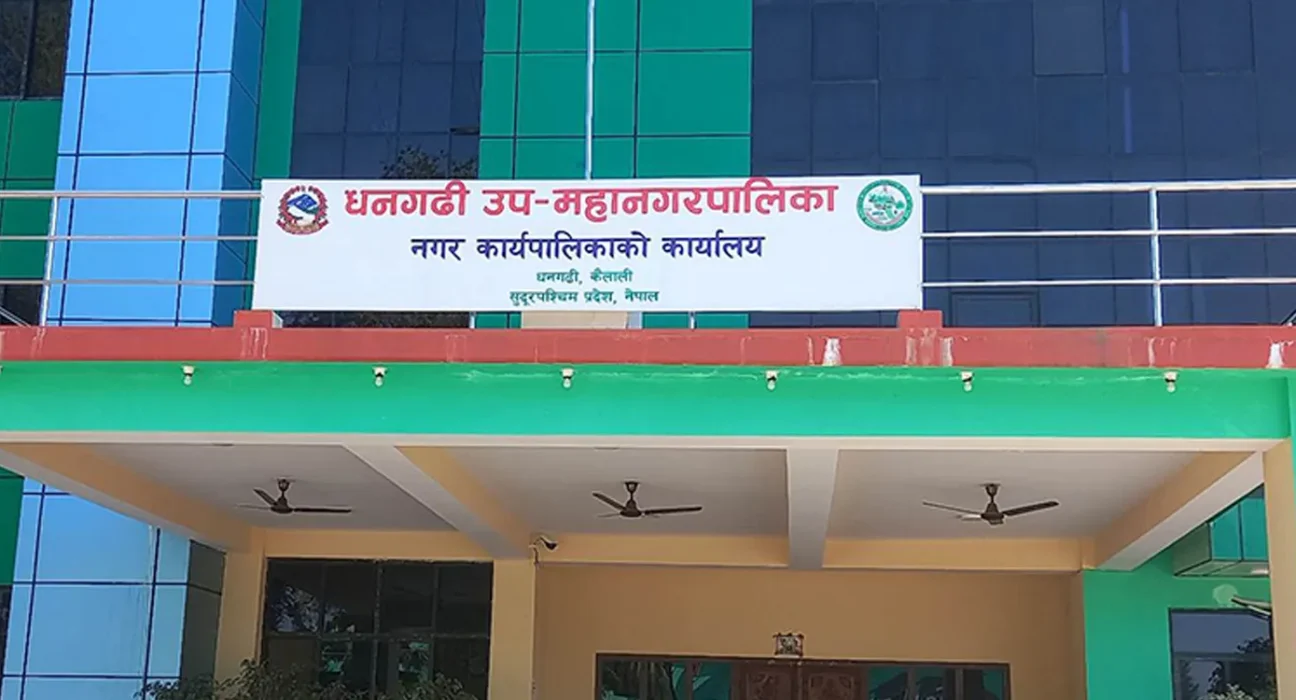 धनगढी उप-महानगरपालिका
नगर कार्यपालिकाको कार्यालय
धनगढी, कैलाली
सुदूरपश्चिम प्रदेश, नेपाल